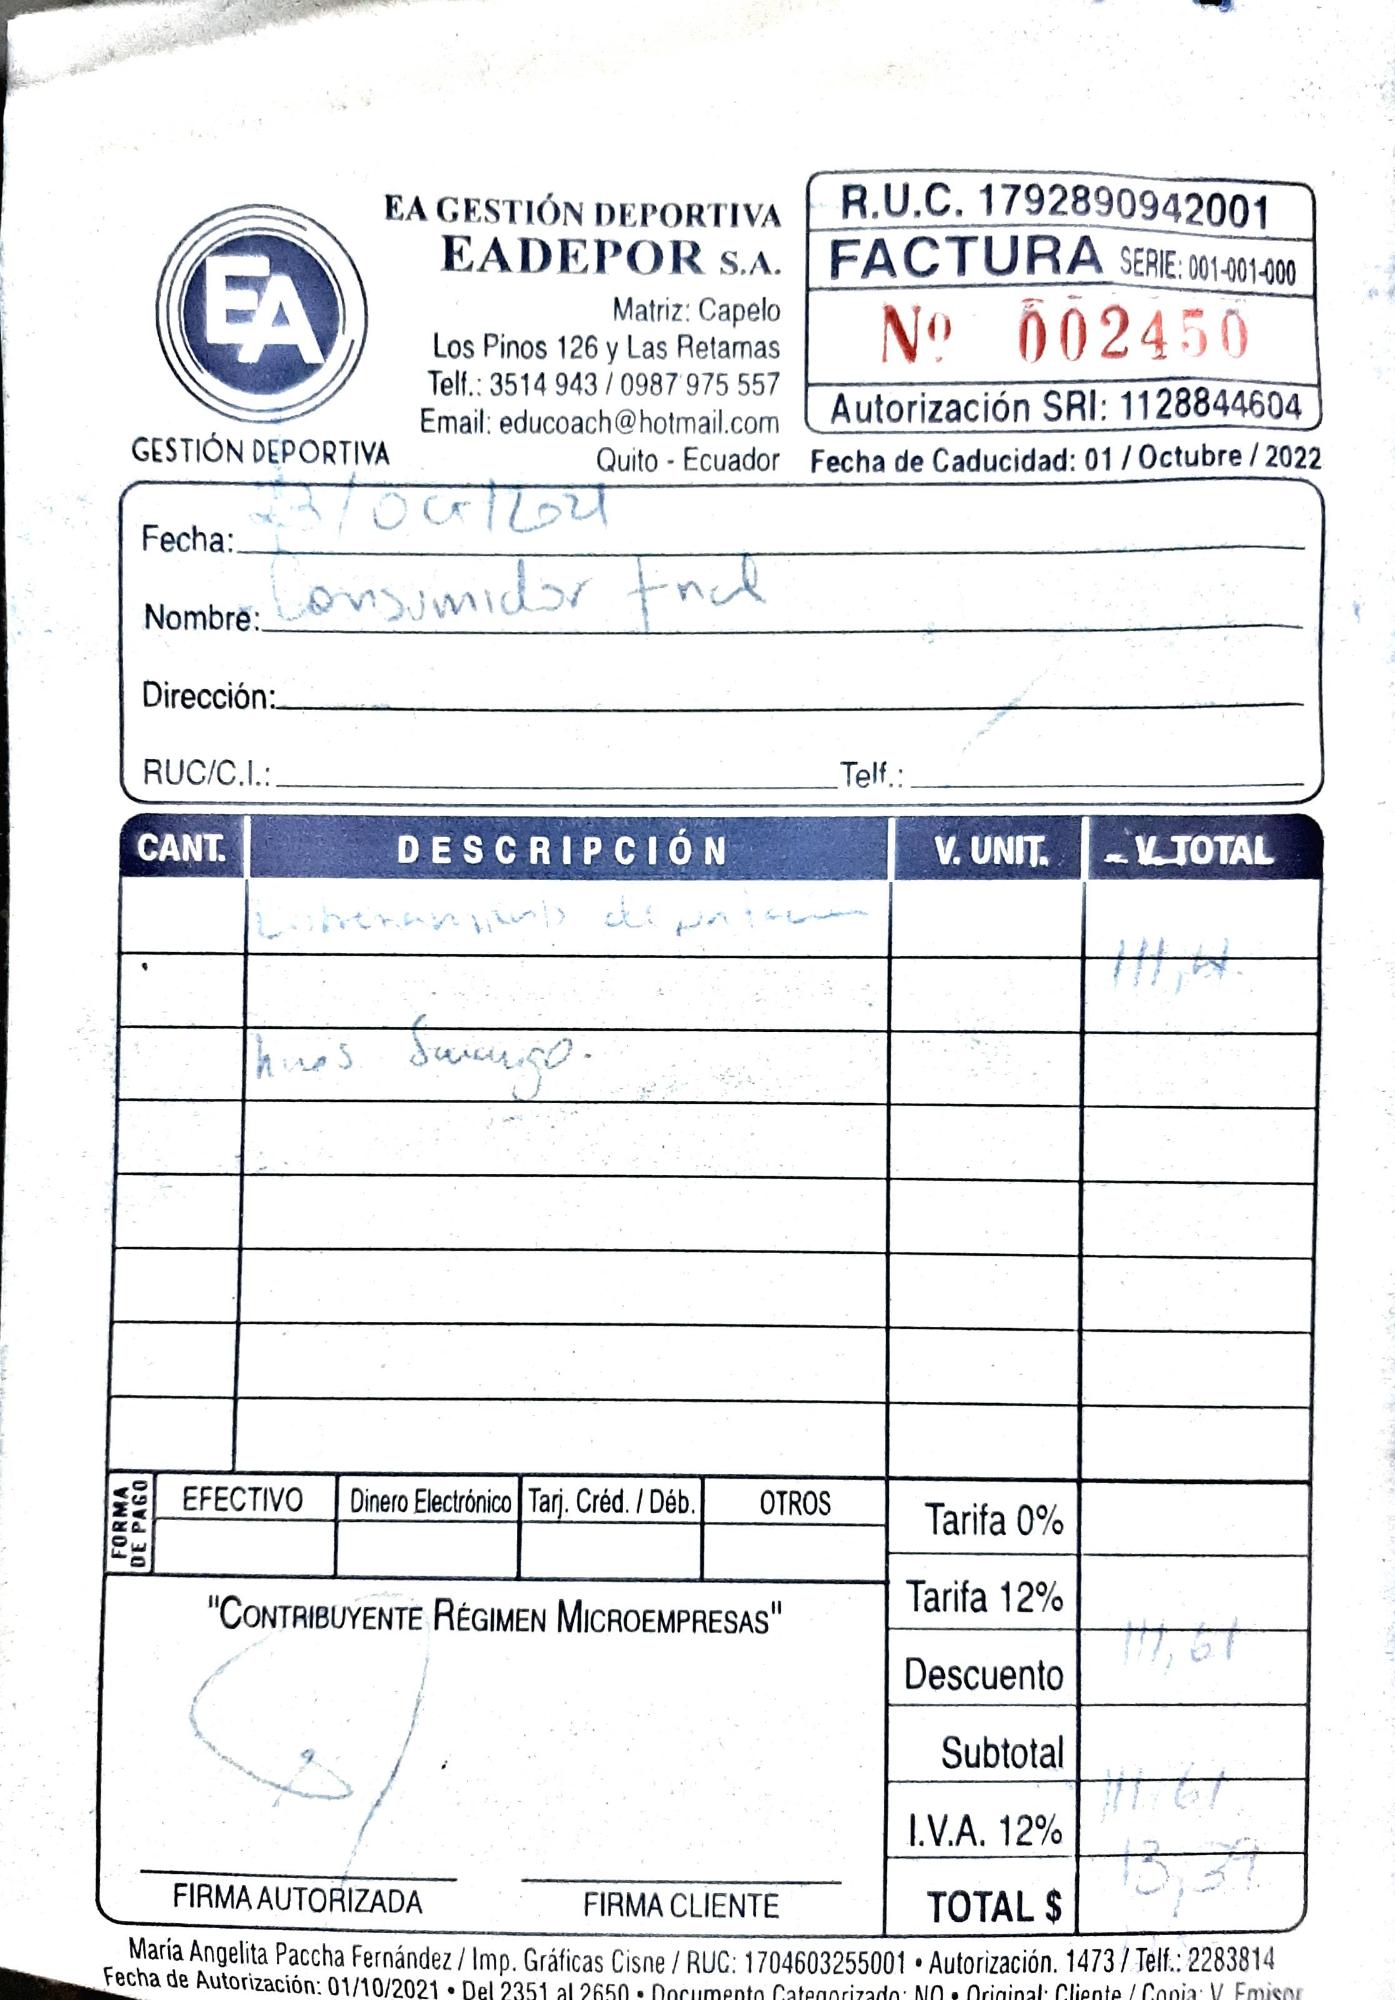 EA
GESTIÓN DEPORTIVA
EA GESTIÓN DEPORTIVA
EADEPOR S.A.
Matriz: Capelo
Los Pinos 126 y Las Retamas
Telf.: 3514 943 / 0987 975 557
Email: educoach@hotmail.com
Quito - Ecuador
R.U.C. 1792890942001
FACTURA SERIE: 001-001-000
Nº 002450
Autorización SRI: 1128844604
Fecha de Caducidad: 01 / Octubre / 2022
Fecha: 23/Oct/2021
Nombre: Consumidor Final
Dirección:
RUC/C.I.: Telf.:
CANT. DESCRIPCIÓN V. UNIT. V. TOTAL
111,61
FORMA DE PAGO
EFECTIVO Dinero Electrónico Tarj. Créd. / Déb. OTROS
Tarifa 0%
Tarifa 12%
111,61
Descuento
Subtotal
111,61
I.V.A. 12%
13,39
TOTAL $
"CONTRIBUYENTE RÉGIMEN MICROEMPRESAS"
FIRMA AUTORIZADA FIRMA CLIENTE
María Angelita Paccha Fernández / Imp. Gráficas Cisne / RUC: 1704603255001 • Autorización. 1473 / Telf.: 2283814
Fecha de Autorización: 01/10/2021 • Del 2351 al 2650 • Documento Categorizado: NO • Original: Cliente / Copia: V. Emisor